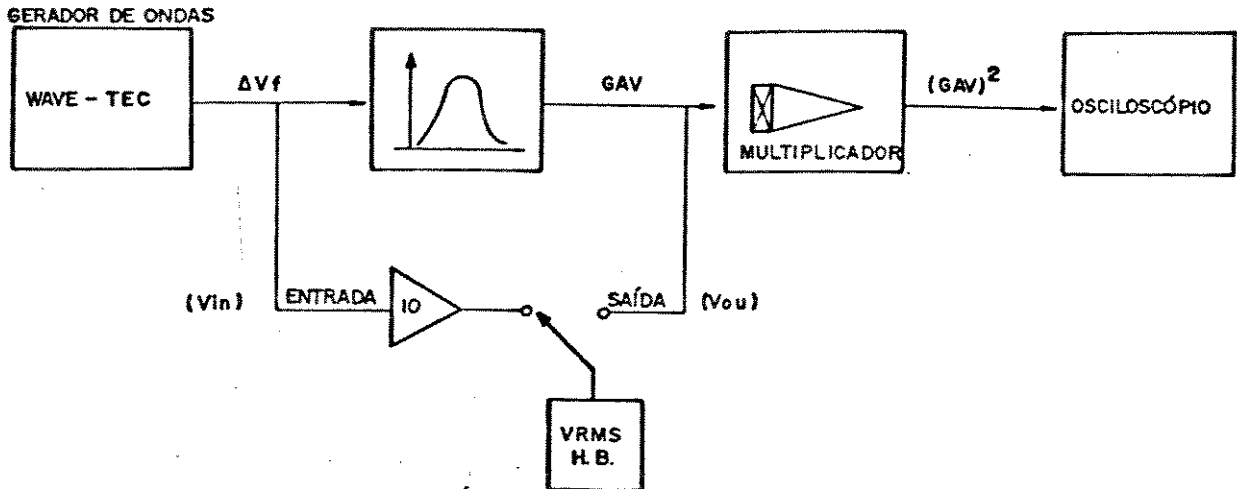 GERADOR DE ONDAS
WAVE - TEC
ΔVf
GAV
MULTIPLICADOR
(GAV)²
OSCILOSCÓPIO
(Vin)
ENTRADA
10
SAÍDA
(Vou)
VRMS
H.B.